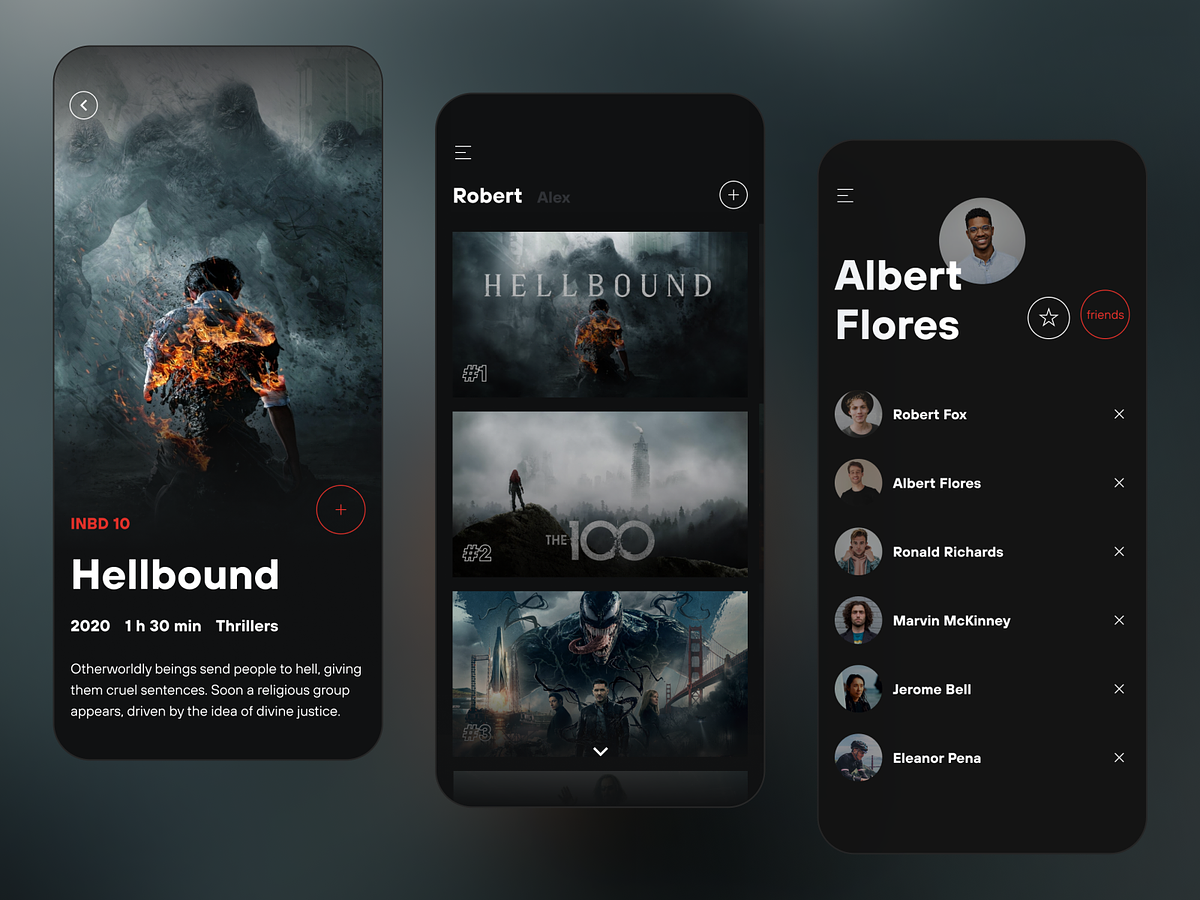 INBD 10
Hellbound
2020 1 h 30 min Thrillers
Otherworldly beings send people to hell, giving
them cruel sentences. Soon a religious group
appears, driven by the idea of divine justice.
Robert Alex
HELLBOUND
#1
THE 100
#2
#3
Albert
Flores
friends
Robert Fox
Albert Flores
Ronald Richards
Marvin McKinney
Jerome Bell
Eleanor Pena